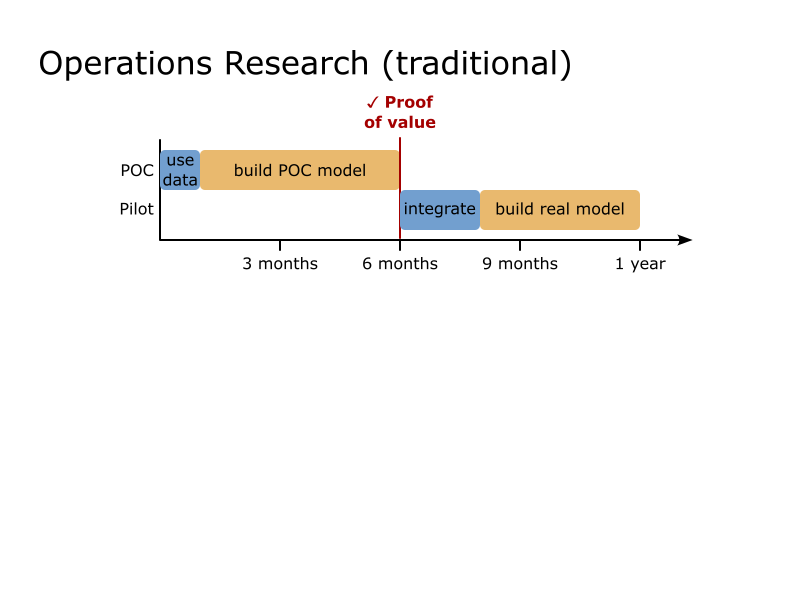 Operations Research (traditional)
✓ Proof
of value
POC
use
data
build POC model
Pilot
integrate
build real model
3 months
6 months
9 months
1 year